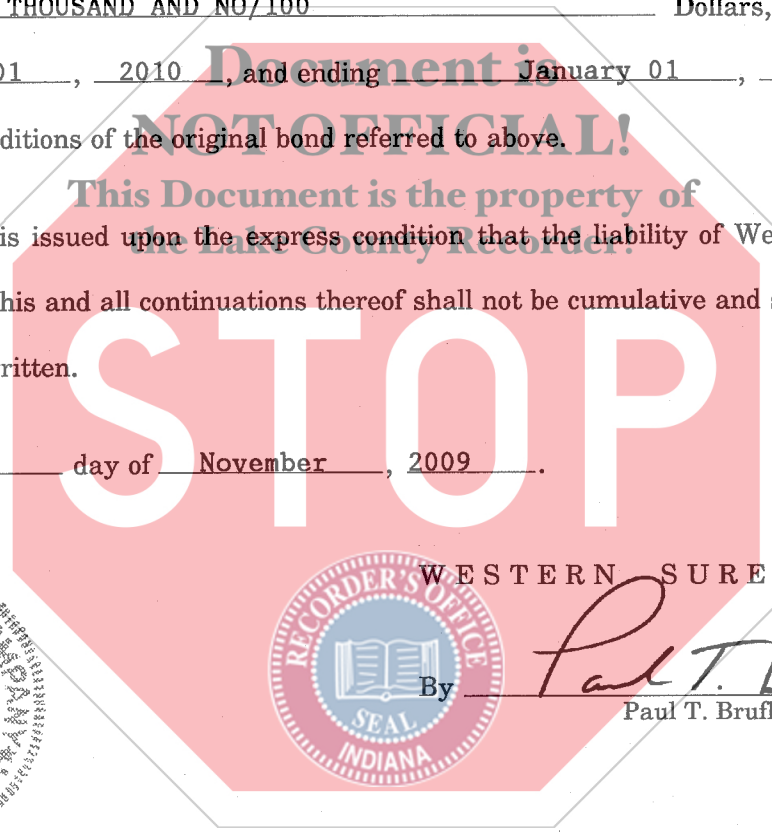 THOUSAND AND NO/100 Dollars,
01, 2010, and ending January 01,
Document is
NOT OFFICIAL!
ditions of the original bond referred to above.
This Document is the property of
the Lake County Recorder!
is issued upon the express condition that the liability of We
his and all continuations thereof shall not be cumulative and
ritten.
STOP
day of November, 2009.
WESTERN SURE
RECORDER'S OFFICE
SEAL
INDIANA
By Paul T.
Paul T. Brufl